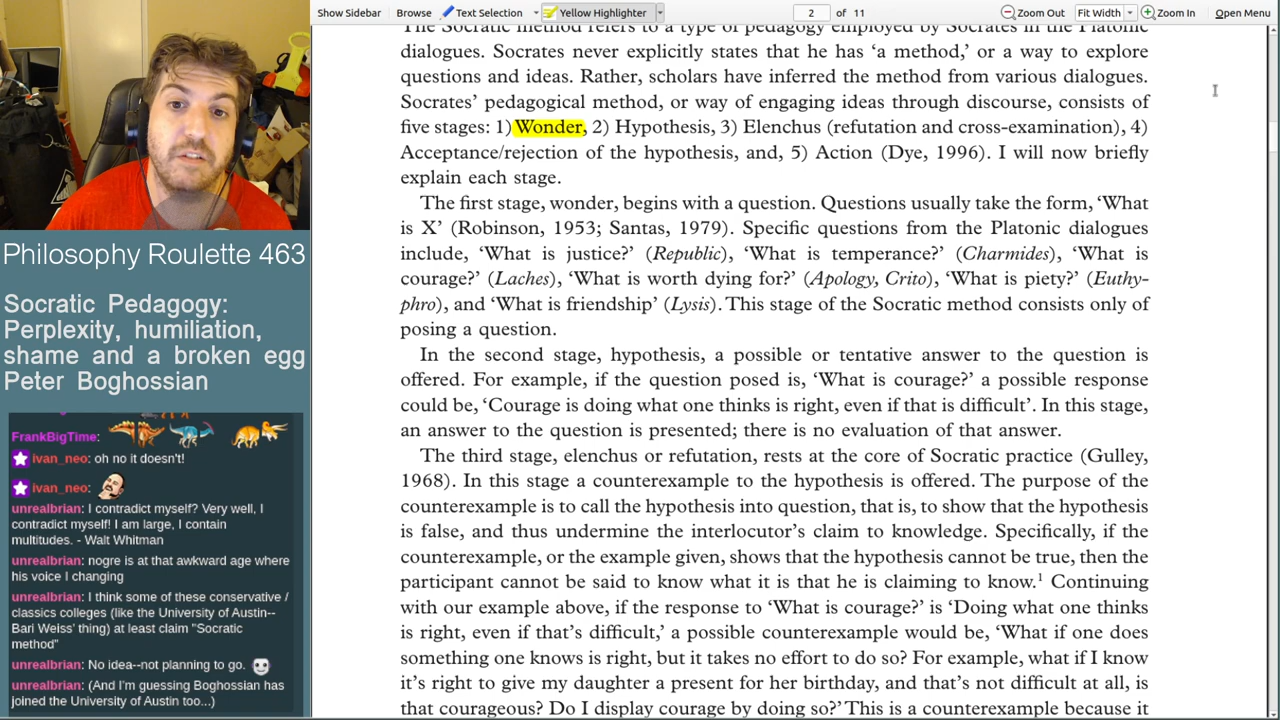 Show Sidebar Browse Text Selection Yellow Highlighter 2 of 11 Zoom Out Fit Width Zoom In Open Menu
The Socratic method refers to a type of pedagogy employed by Socrates in the Platonic
dialogues. Socrates never explicitly states that he has ‘a method,’ or a way to explore
questions and ideas. Rather, scholars have inferred the method from various dialogues.
Socrates’ pedagogical method, or way of engaging ideas through discourse, consists of
five stages: 1) Wonder, 2) Hypothesis, 3) Elenchus (refutation and cross-examination), 4)
Acceptance/rejection of the hypothesis, and, 5) Action (Dye, 1996). I will now briefly
explain each stage.
The first stage, wonder, begins with a question. Questions usually take the form, ‘What
is X’ (Robinson, 1953; Santas, 1979). Specific questions from the Platonic dialogues
include, ‘What is justice?’ (Republic), ‘What is temperance?’ (Charmides), ‘What is
courage?’ (Laches), ‘What is worth dying for?’ (Apology, Crito), ‘What is piety?’ (Euthy-
phro), and ‘What is friendship’ (Lysis). This stage of the Socratic method consists only of
posing a question.
In the second stage, hypothesis, a possible or tentative answer to the question is
offered. For example, if the question posed is, ‘What is courage?’ a possible response
could be, ‘Courage is doing what one thinks is right, even if that is difficult’. In this stage,
an answer to the question is presented; there is no evaluation of that answer.
The third stage, elenchus or refutation, rests at the core of Socratic practice (Gulley,
1968). In this stage a counterexample to the hypothesis is offered. The purpose of the
counterexample is to call the hypothesis into question, that is, to show that the hypothesis
is false, and thus undermine the interlocutor’s claim to knowledge. Specifically, if the
counterexample, or the example given, shows that the hypothesis cannot be true, then the
participant cannot be said to know what it is that he is claiming to know.¹ Continuing
with our example above, if the response to ‘What is courage?’ is ‘Doing what one thinks
is right, even if that’s difficult,’ a possible counterexample would be, ‘What if one does
something one knows is right, but it takes no effort to do so? For example, what if I know
it’s right to give my daughter a present for her birthday, and that’s not difficult at all, is
that courageous? Do I display courage by doing so?’ This is a counterexample because it
Philosophy Roulette 463
Socratic Pedagogy:
Perplexity, humiliation,
shame and a broken egg
Peter Boghossian
FrankBigTime:
ivan_neo: oh no it doesn't!
ivan_neo:
unrealbrian: I contradict myself? Very well, I
contradict myself! I am large, I contain
multitudes. - Walt Whitman
unrealbrian: nogre is at that awkward age where
his voice I changing
unrealbrian: I think some of these conservative /
classics colleges (like the University of Austin--
Bari Weiss' thing) at least claim "Socratic
method"
unrealbrian: No idea--not planning to go.
unrealbrian: (And I'm guessing Boghossian has
joined the University of Austin too...)